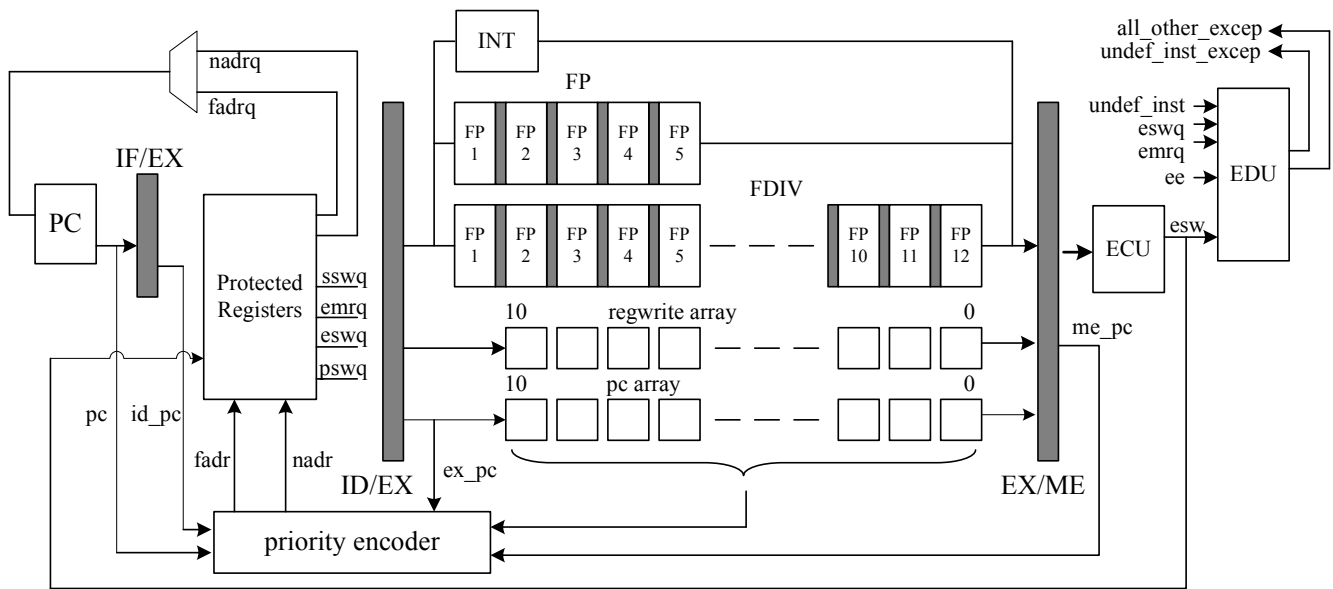 INT
all_other_excep
undef_inst_excep
nadrq
fadrq
FP
FP 1
FP 2
FP 3
FP 4
FP 5
undef_inst
eswq
emrq
ee
EDU
IF/EX
PC
FDIV
FP 1
FP 2
FP 3
FP 4
FP 5
FP 10
FP 11
FP 12
ECU
esw
Protected
Registers
sswq
emrq
eswq
pswq
10
regwrite array
0
me_pc
10
pc array
0
pc
id_pc
fadr
nadr
ID/EX
ex_pc
EX/ME
priority encoder